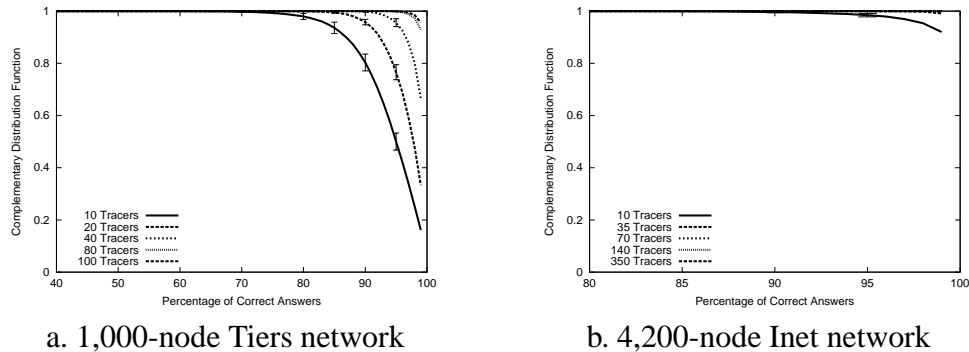 Complementary Distribution Function
1
0.8
0.6
0.4
0.2
0
10 Tracers
20 Tracers
40 Tracers
80 Tracers
100 Tracers
40 50 60 70 80 90 100
Percentage of Correct Answers
a. 1,000-node Tiers network
Complementary Distribution Function
1
0.8
0.6
0.4
0.2
0
10 Tracers
35 Tracers
70 Tracers
140 Tracers
350 Tracers
80 85 90 95 100
Percentage of Correct Answers
b. 4,200-node Inet network